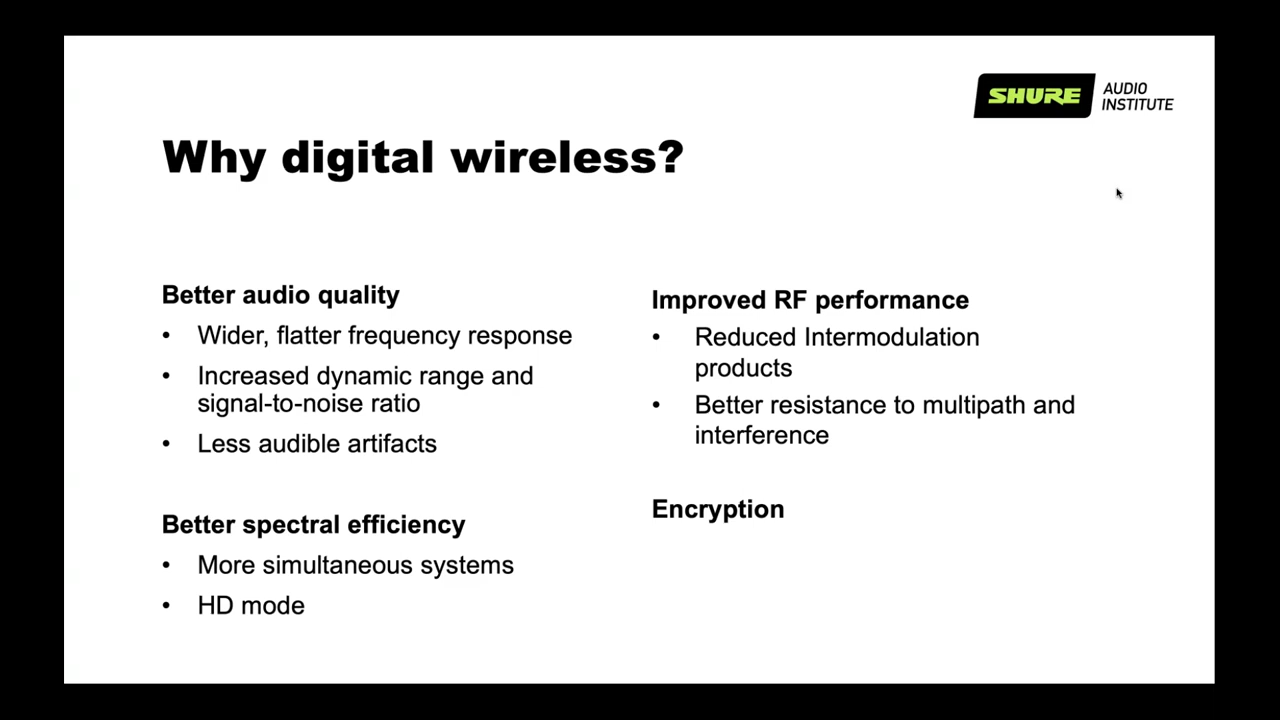 SHURE AUDIO INSTITUTE
Why digital wireless?
Better audio quality
• Wider, flatter frequency response
• Increased dynamic range and
signal-to-noise ratio
• Less audible artifacts
Better spectral efficiency
• More simultaneous systems
• HD mode
Improved RF performance
• Reduced Intermodulation
products
• Better resistance to multipath and
interference
Encryption